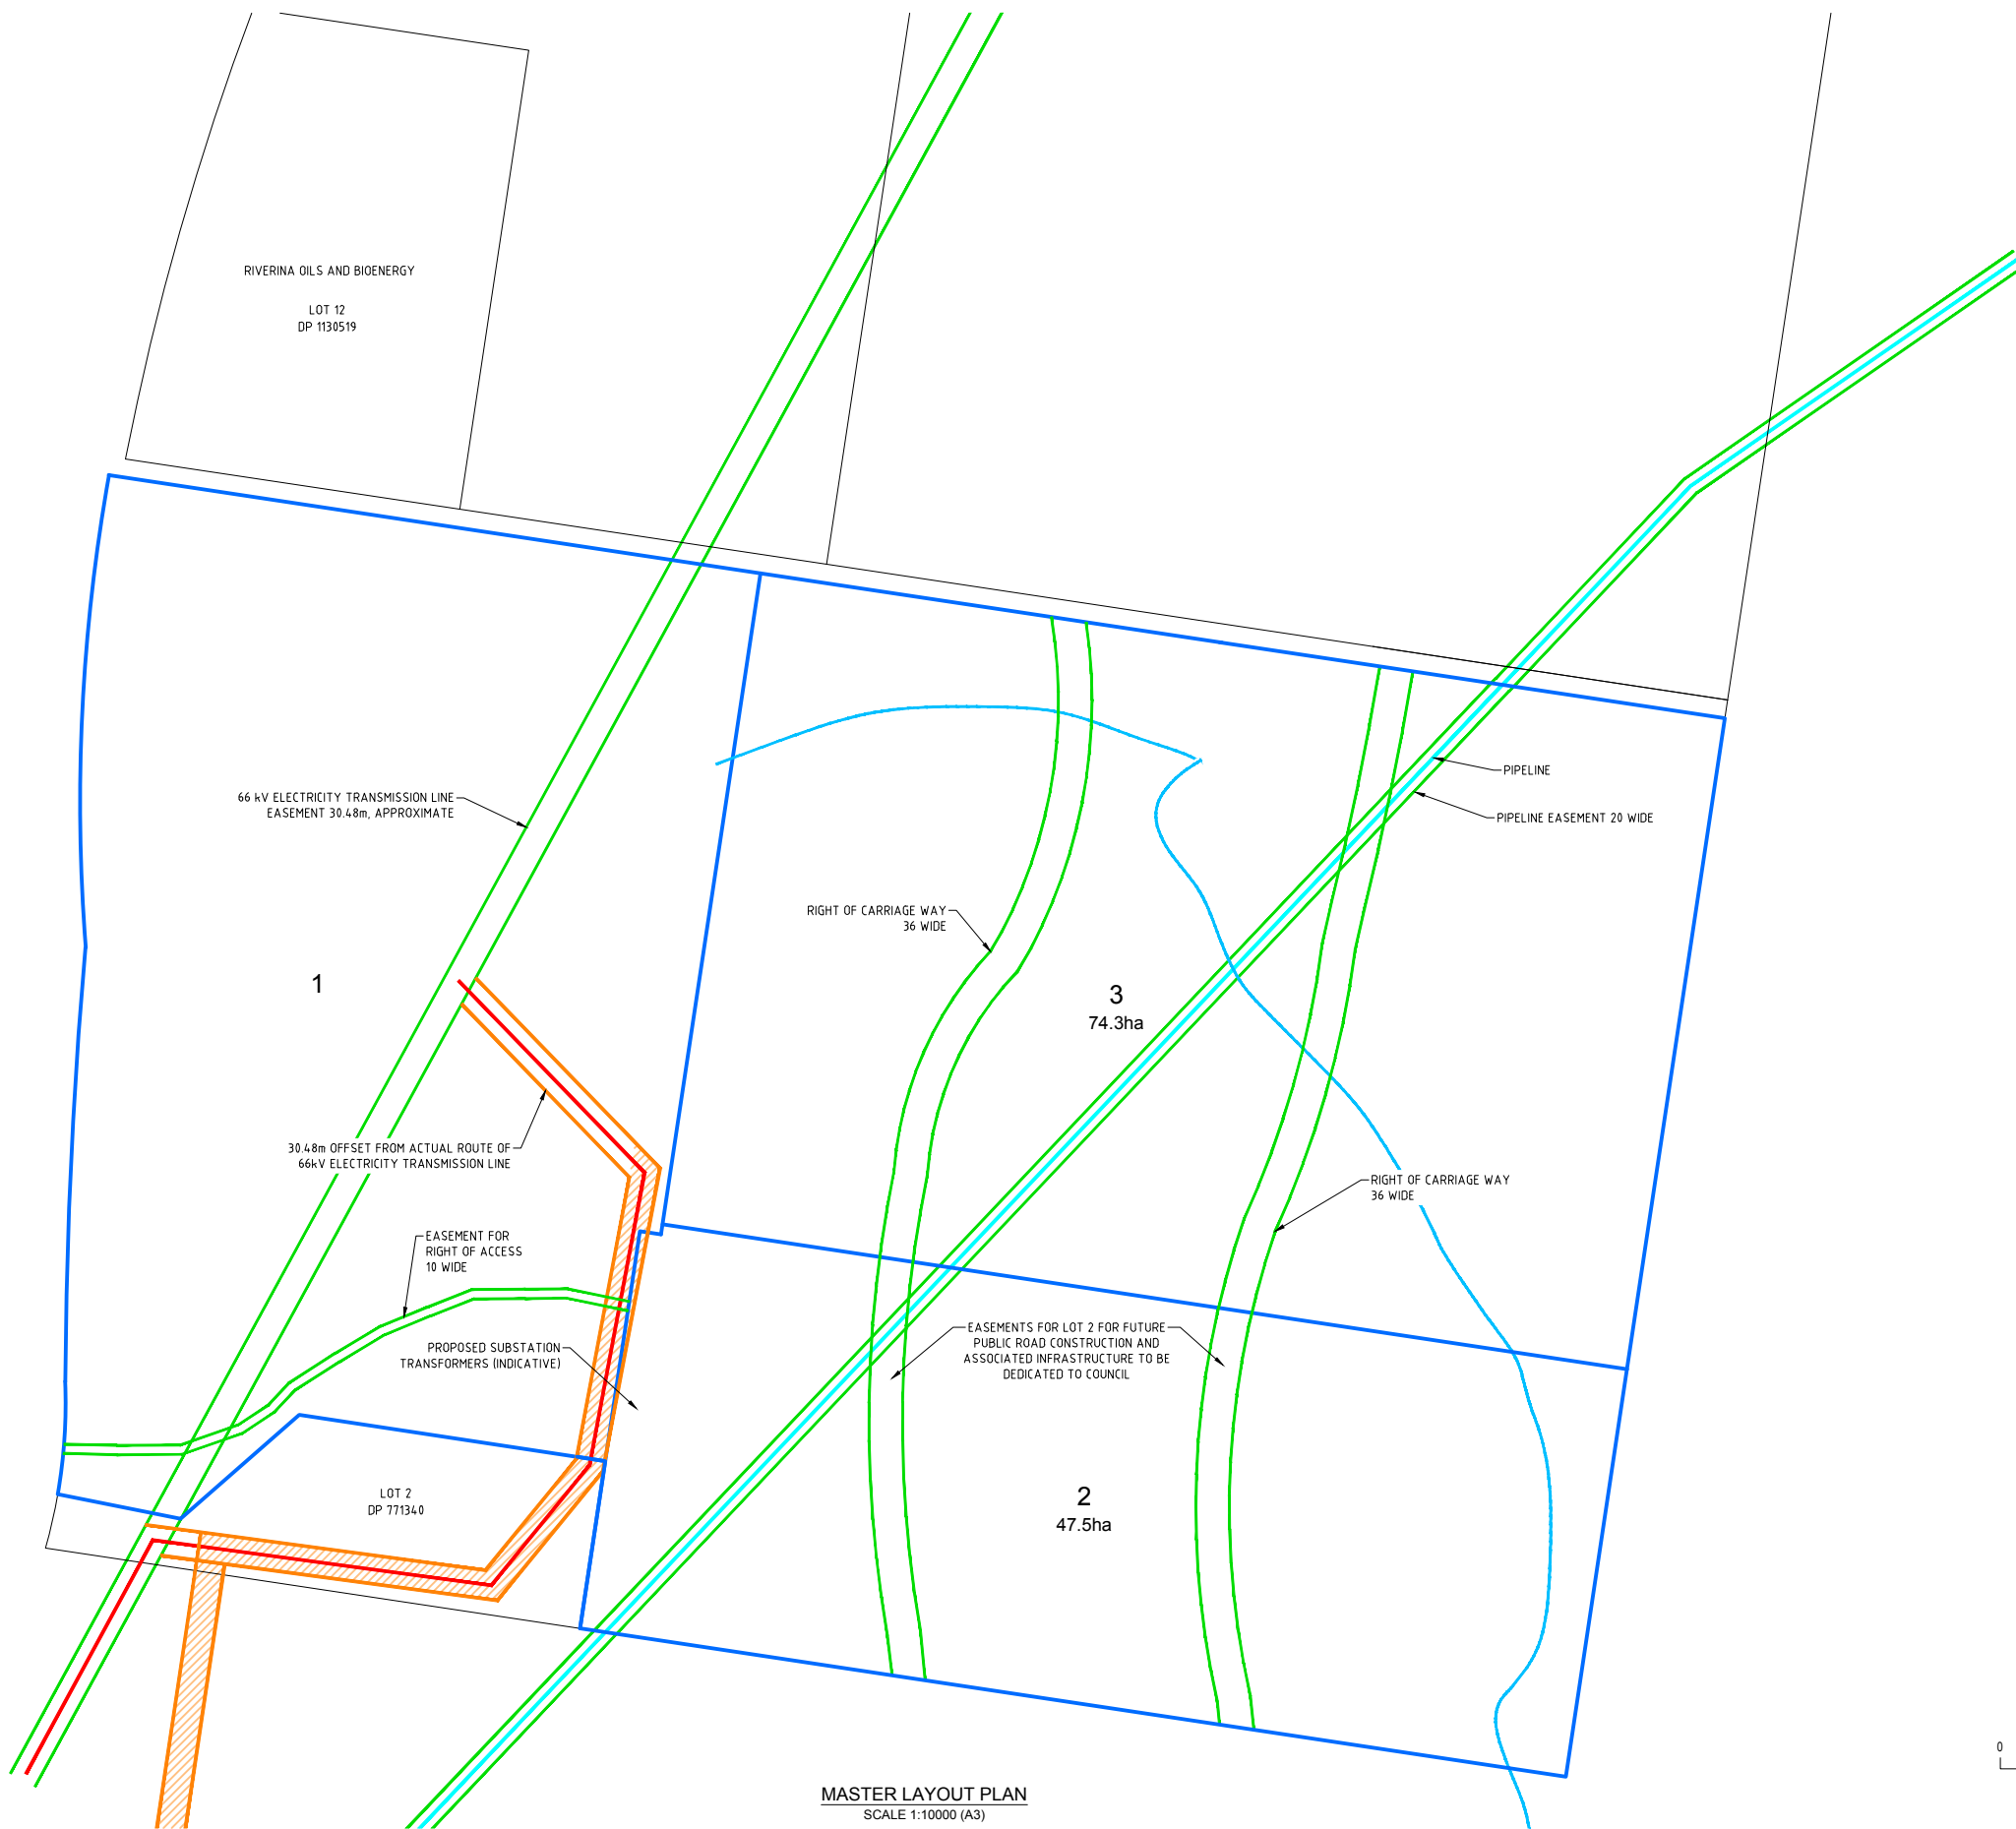 RIVERINA OILS AND BIOENERGY
LOT 12
DP 1130519
66 kV ELECTRICITY TRANSMISSION LINE
EASEMENT 30.48m, APPROXIMATE
PIPELINE
PIPELINE EASEMENT 20 WIDE
RIGHT OF CARRIAGE WAY
36 WIDE
1
3
74.3ha
30.48m OFFSET FROM ACTUAL ROUTE OF
66kV ELECTRICITY TRANSMISSION LINE
RIGHT OF CARRIAGE WAY
36 WIDE
EASEMENT FOR
RIGHT OF ACCESS
10 WIDE
PROPOSED SUBSTATION
TRANSFORMERS (INDICATIVE)
EASEMENTS FOR LOT 2 FOR FUTURE
PUBLIC ROAD CONSTRUCTION AND
ASSOCIATED INFRASTRUCTURE TO BE
DEDICATED TO COUNCIL
LOT 2
DP 771340
2
47.5ha
0
MASTER LAYOUT PLAN
SCALE 1:10000 (A3)